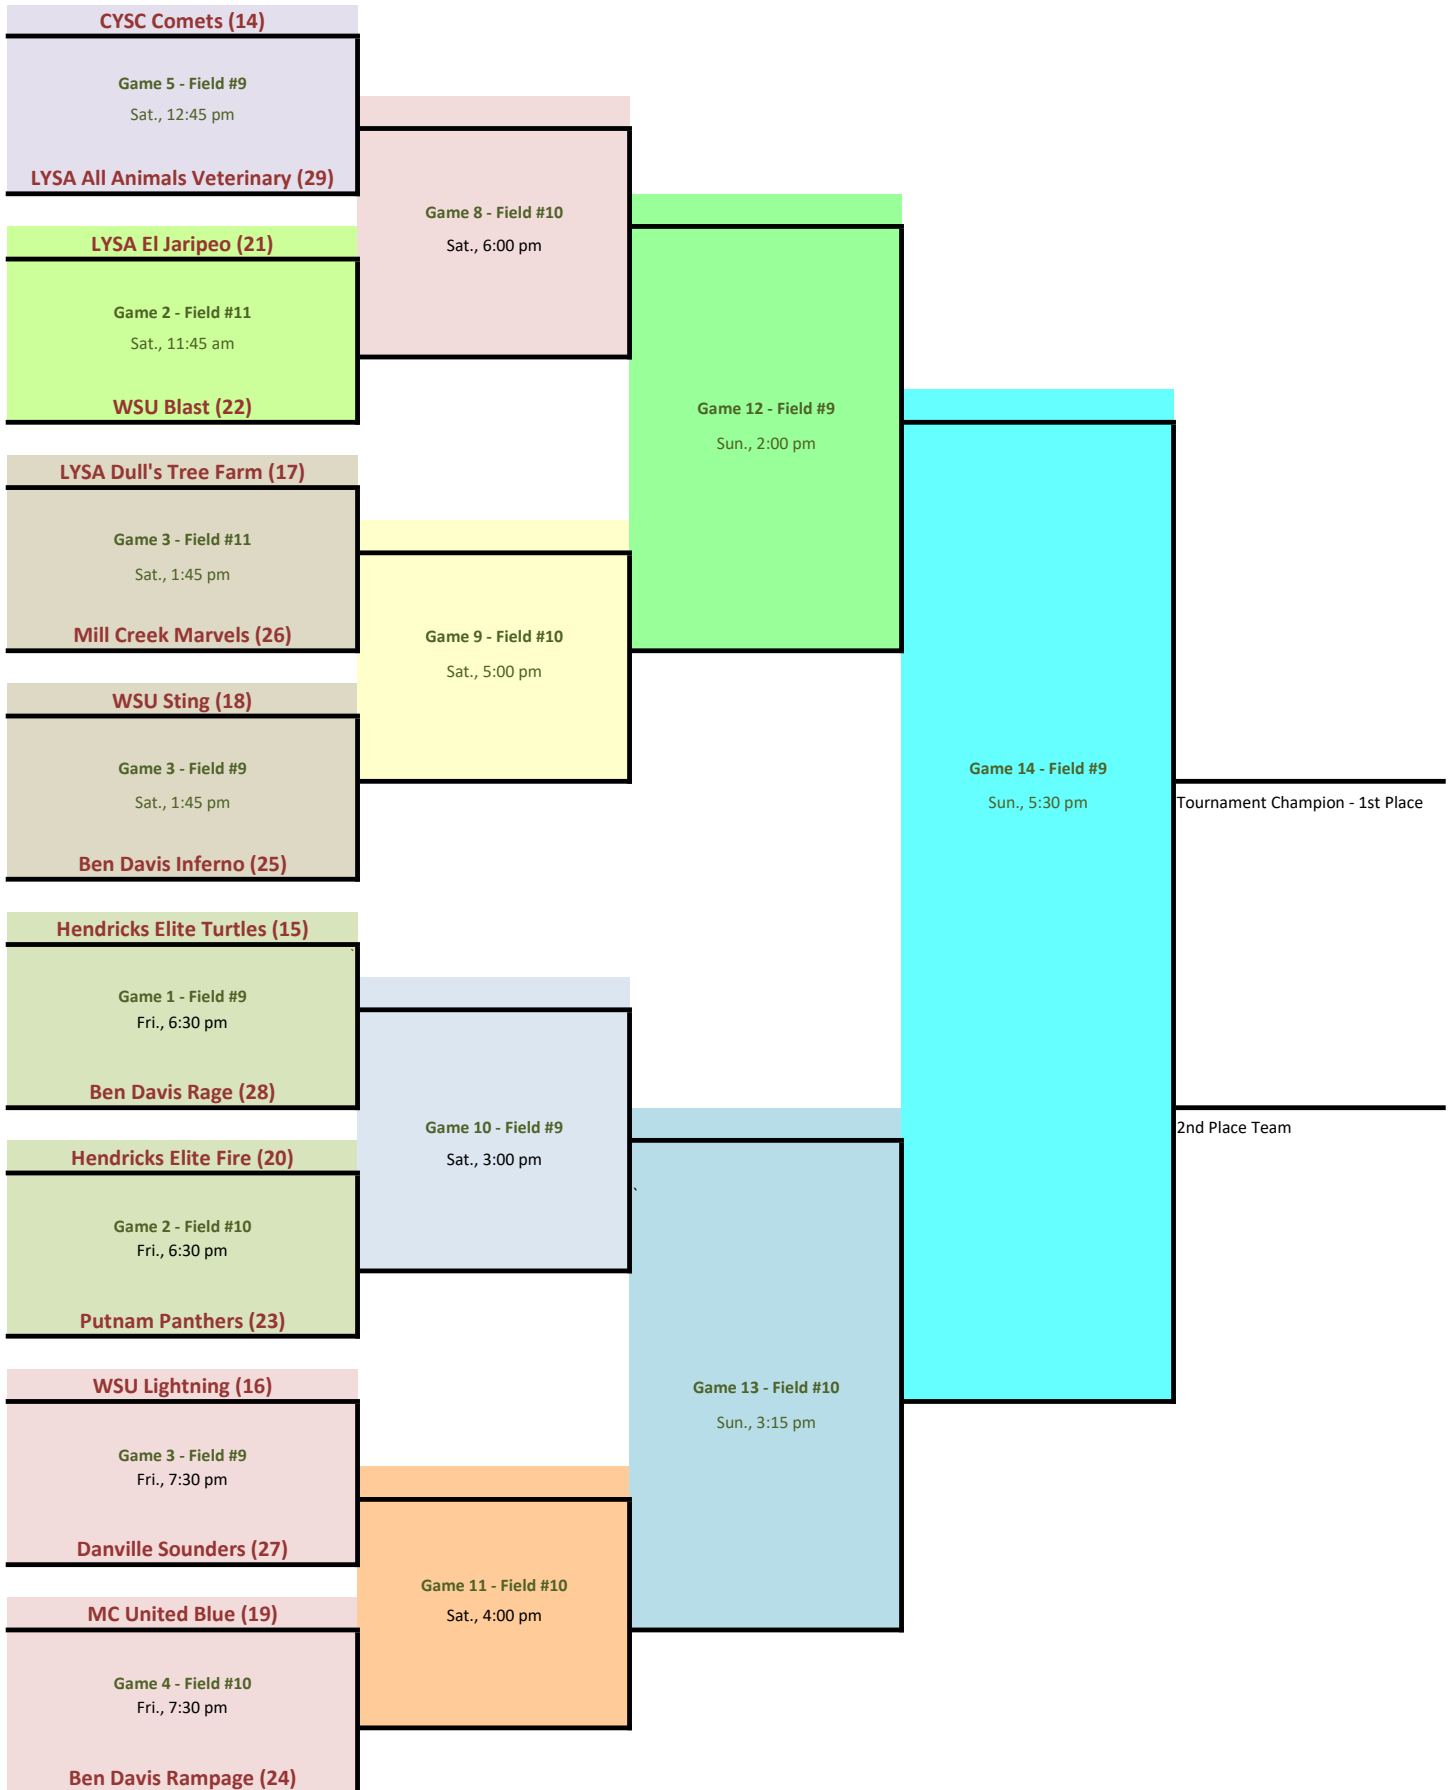 CYSC Comets (14)
Game 5 - Field #9
Sat., 12:45 pm
LYSA All Animals Veterinary (29)
Game 8 - Field #10
Sat., 6:00 pm
LYSA El Jaripeo (21)
Game 2 - Field #11
Sat., 11:45 am
WSU Blast (22)
Game 12 - Field #9
Sun., 2:00 pm
LYSA Dull's Tree Farm (17)
Game 3 - Field #11
Sat., 1:45 pm
Mill Creek Marvels (26)
Game 9 - Field #10
Sat., 5:00 pm
WSU Sting (18)
Game 3 - Field #9
Sat., 1:45 pm
Ben Davis Inferno (25)
Game 14 - Field #9
Sun., 5:30 pm
Tournament Champion - 1st Place
Hendricks Elite Turtles (15)
`
Game 1 - Field #9
Fri., 6:30 pm
Ben Davis Rage (28)
Game 10 - Field #9
Sat., 3:00 pm
2nd Place Team
Hendricks Elite Fire (20)
`
Game 2 - Field #10
Fri., 6:30 pm
Putnam Panthers (23)
Game 13 - Field #10
Sun., 3:15 pm
WSU Lightning (16)
Game 3 - Field #9
Fri., 7:30 pm
Danville Sounders (27)
Game 11 - Field #10
Sat., 4:00 pm
MC United Blue (19)
Game 4 - Field #10
Fri., 7:30 pm
Ben Davis Rampage (24)